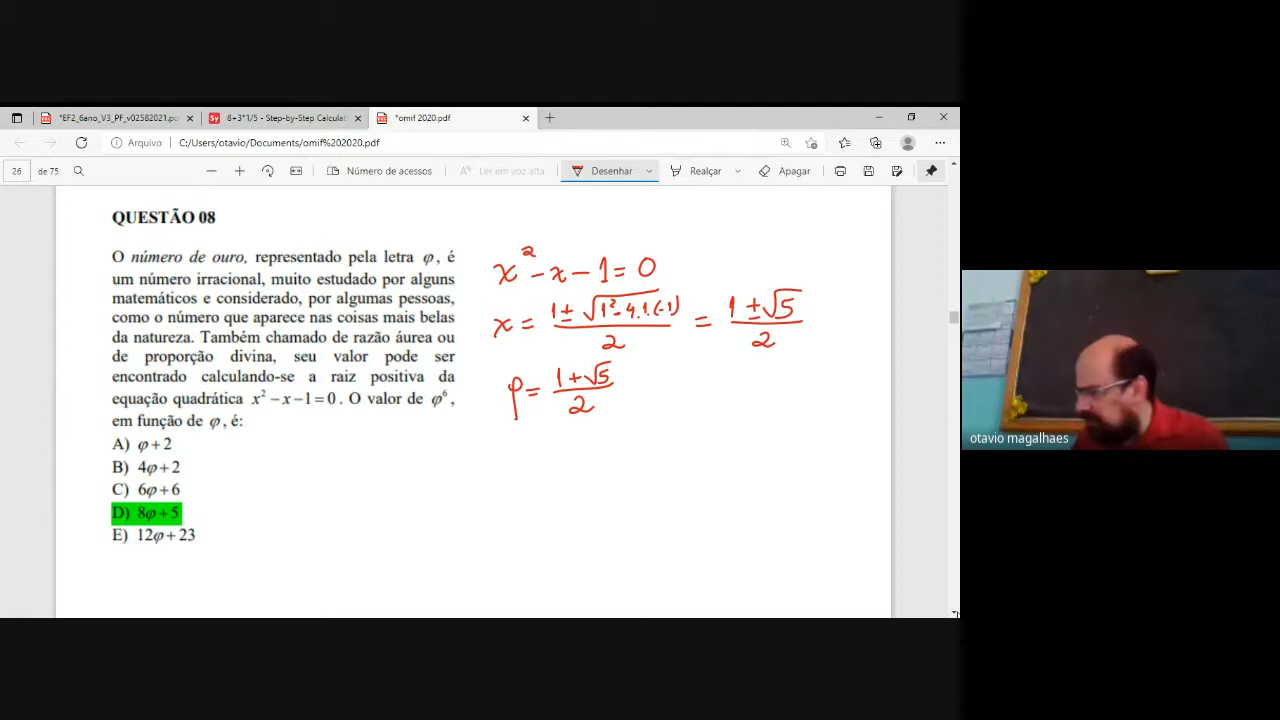 *EF2_6ano_V3_PF_v02582021.po
8+3*1/5 - Step-by-Step Calculat
*omif 2020.pdf
Arquivo
C:/Users/otavio/Documents/omif%202020.pdf
26 de 75
Número de acessos
Ler em voz alta
Desenhar
Realçar
Apagar
QUESTÃO 08
O número de ouro, representado pela letra φ, é
um número irracional, muito estudado por alguns
matemáticos e considerado, por algumas pessoas,
como o número que aparece nas coisas mais belas
da natureza. Também chamado de razão áurea ou
de proporção divina, seu valor pode ser
encontrado calculando-se a raiz positiva da
equação quadrática x² − x − 1 = 0. O valor de φ⁶,
em função de φ, é:
A) φ + 2
B) 4φ + 2
C) 6φ + 6
D) 8φ + 5
E) 12φ + 23
x² − x − 1 = 0
x = (1 ± √(1² − 4.1.(−1)))/2 = (1 ± √5)/2
φ = (1 + √5)/2
otavio magalhaes